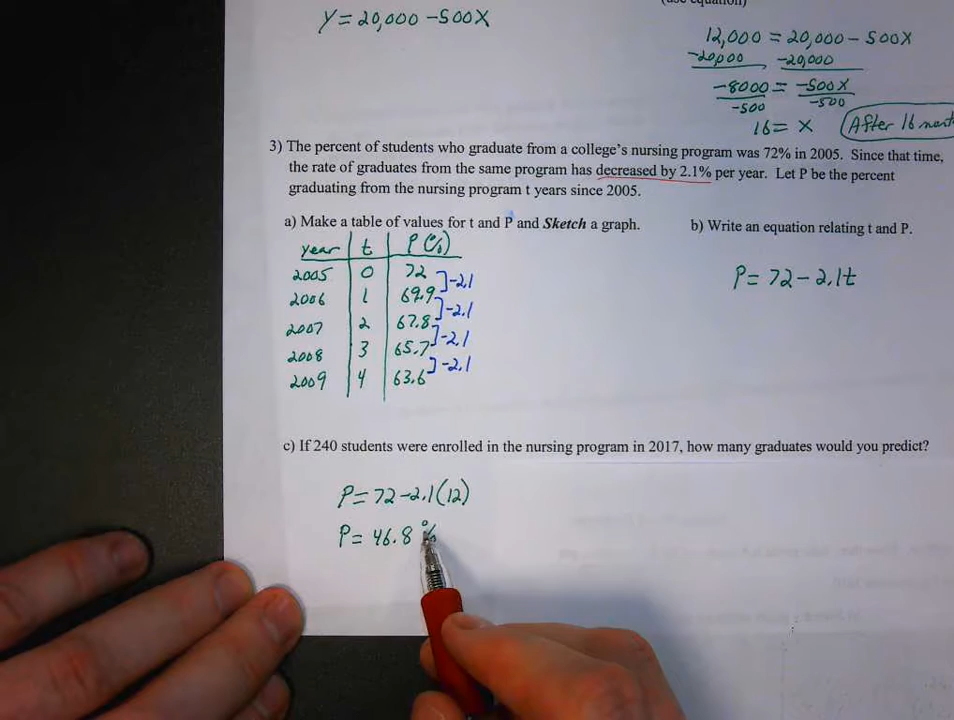 (use equation)
Y = 20,000 - 500X
12,000 = 20,000 - 500X
-20,000 -20,000
-8000 = -500X
-500 -500
16 = X
After 16
3) The percent of students who graduate from a college's nursing program was 72% in 2005. Since that time,
the rate of graduates from the same program has decreased by 2.1% per year. Let P be the percent
graduating from the nursing program t years since 2005.
a) Make a table of values for t and P and Sketch a graph.
year t P (%)
2005 0 72
]-2.1
2006 1 69.9
]-2.1
2007 2 67.8
]-2.1
2008 3 65.7
]-2.1
2009 4 63.6
b) Write an equation relating t and P.
P = 72 - 2.1t
c) If 240 students were enrolled in the nursing program in 2017, how many graduates would you predict?
P = 72 - 2.1(12)
P = 46.8 %